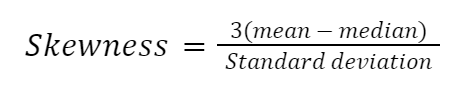 Skewness = 3(mean − median) / Standard deviation